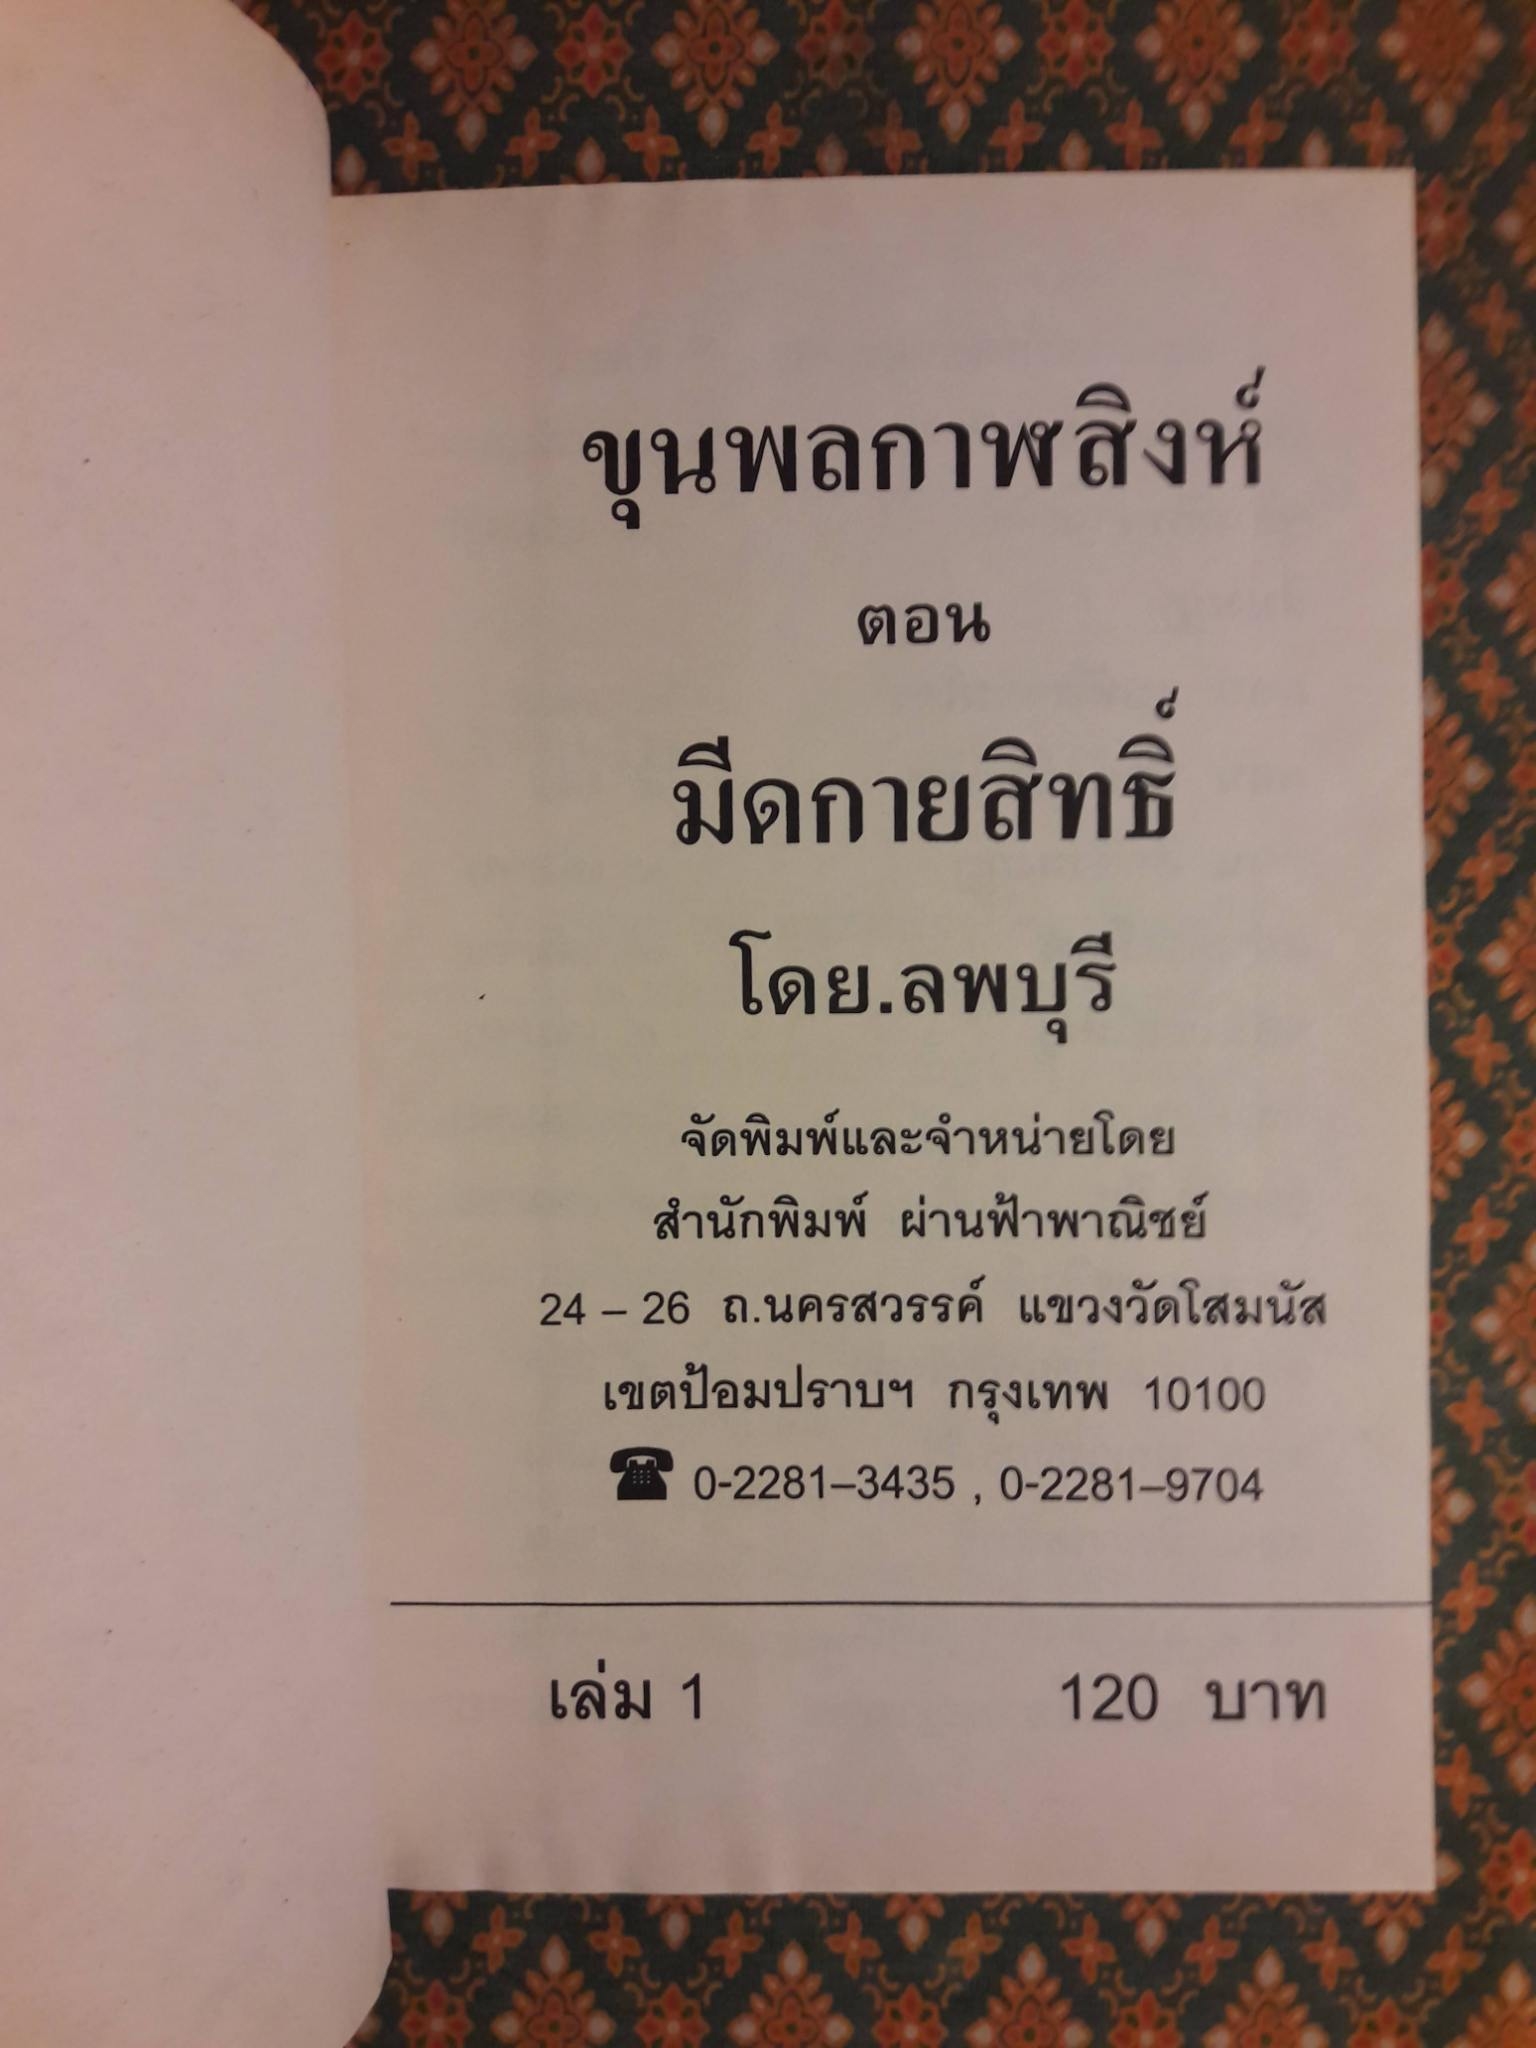 ขุนพลกาฬสิงห์
ตอน
มีดกายสิทธิ์
โดย.ลพบุรี
จัดพิมพ์และจำหน่ายโดย
สำนักพิมพ์ ผ่านฟ้าพาณิชย์
24 – 26 ถ.นครสวรรค์ แขวงวัดโสมนัส
เขตป้อมปราบฯ กรุงเทพ 10100
☎ 0-2281–3435 , 0-2281–9704
เล่ม 1 120 บาท